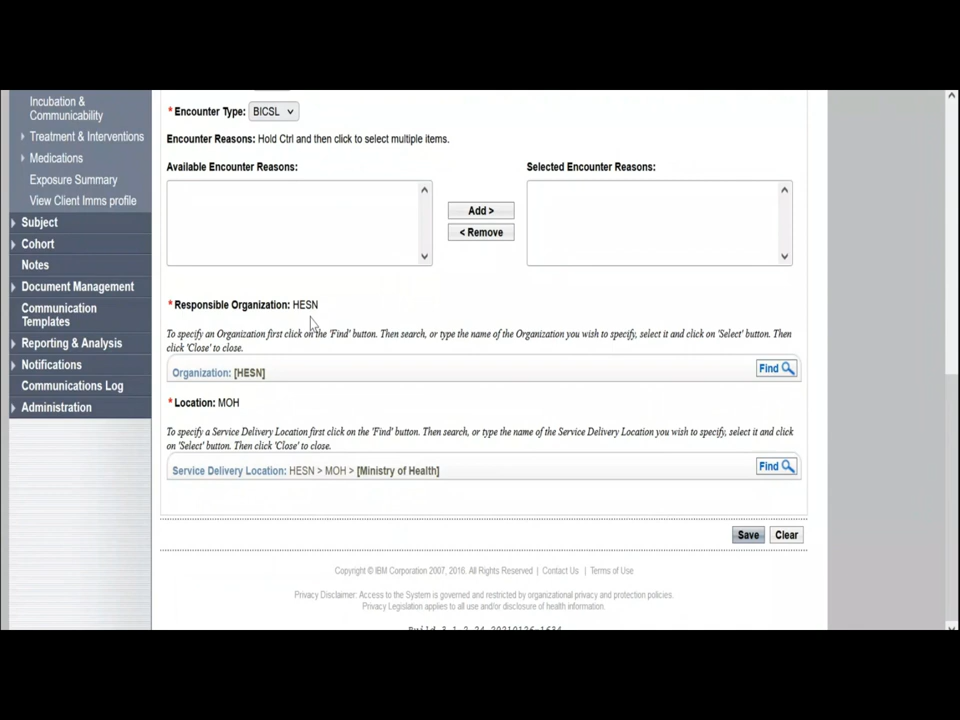 Incubation &
Communicability
Treatment & Interventions
Medications
Exposure Summary
View Client Imms profile
Subject
Cohort
Notes
Document Management
Communication
Templates
Reporting & Analysis
Notifications
Communications Log
Administration
* Encounter Type: BICSL
Encounter Reasons: Hold Ctrl and then click to select multiple items.
Available Encounter Reasons:
Selected Encounter Reasons:
Add >
< Remove
* Responsible Organization: HESN
To specify an Organization first click on the 'Find' button. Then search, or type the name of the Organization you wish to specify, select it and click on 'Select' button. Then
click 'Close' to close.
Organization: [HESN]
Find
* Location: MOH
To specify a Service Delivery Location first click on the 'Find' button. Then search, or type the name of the Service Delivery Location you wish to specify, select it and click
on 'Select' button. Then click 'Close' to close.
Service Delivery Location: HESN > MOH > [Ministry of Health]
Find
Save
Clear
Copyright © IBM Corporation 2007, 2016. All Rights Reserved | Contact Us | Terms of Use
Privacy Disclaimer: Access to the System is governed and restricted by organizational privacy and protection policies.
Privacy Legislation applies to all use and/or disclosure of health information.